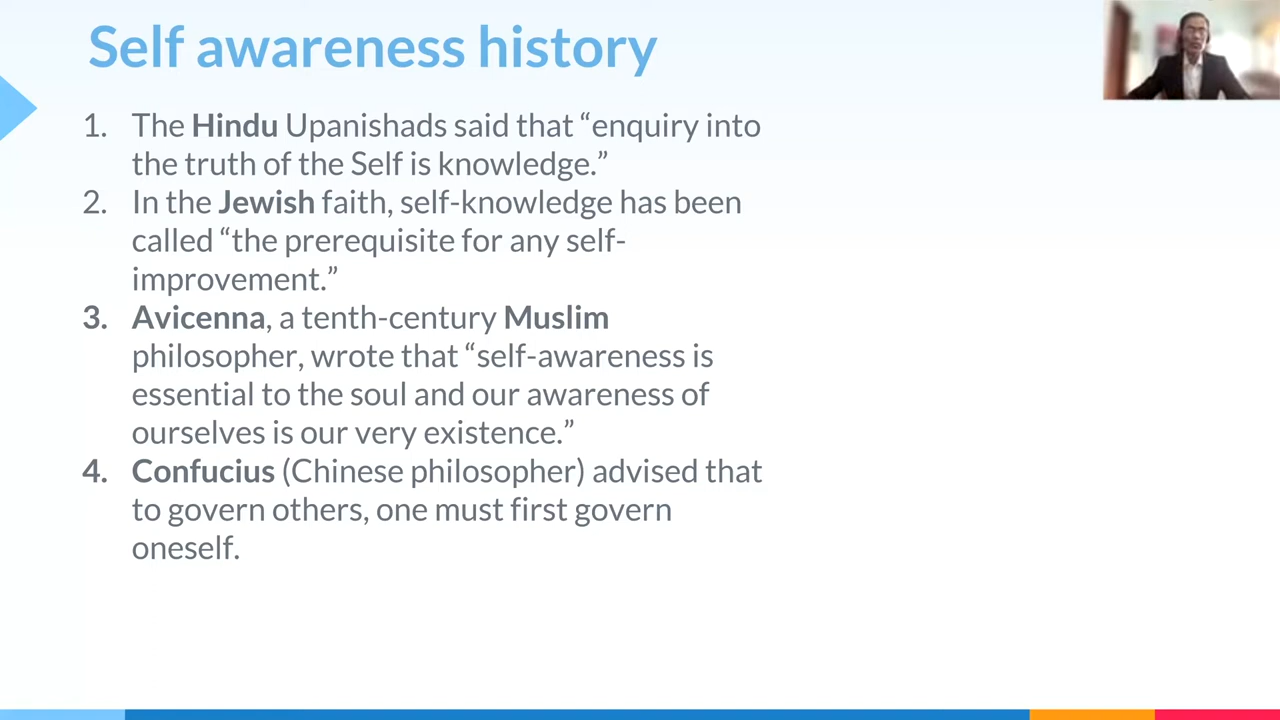 Self awareness history
1. The Hindu Upanishads said that “enquiry into
the truth of the Self is knowledge.”
2. In the Jewish faith, self-knowledge has been
called “the prerequisite for any self-
improvement.”
3. Avicenna, a tenth-century Muslim
philosopher, wrote that “self-awareness is
essential to the soul and our awareness of
ourselves is our very existence.”
4. Confucius (Chinese philosopher) advised that
to govern others, one must first govern
oneself.